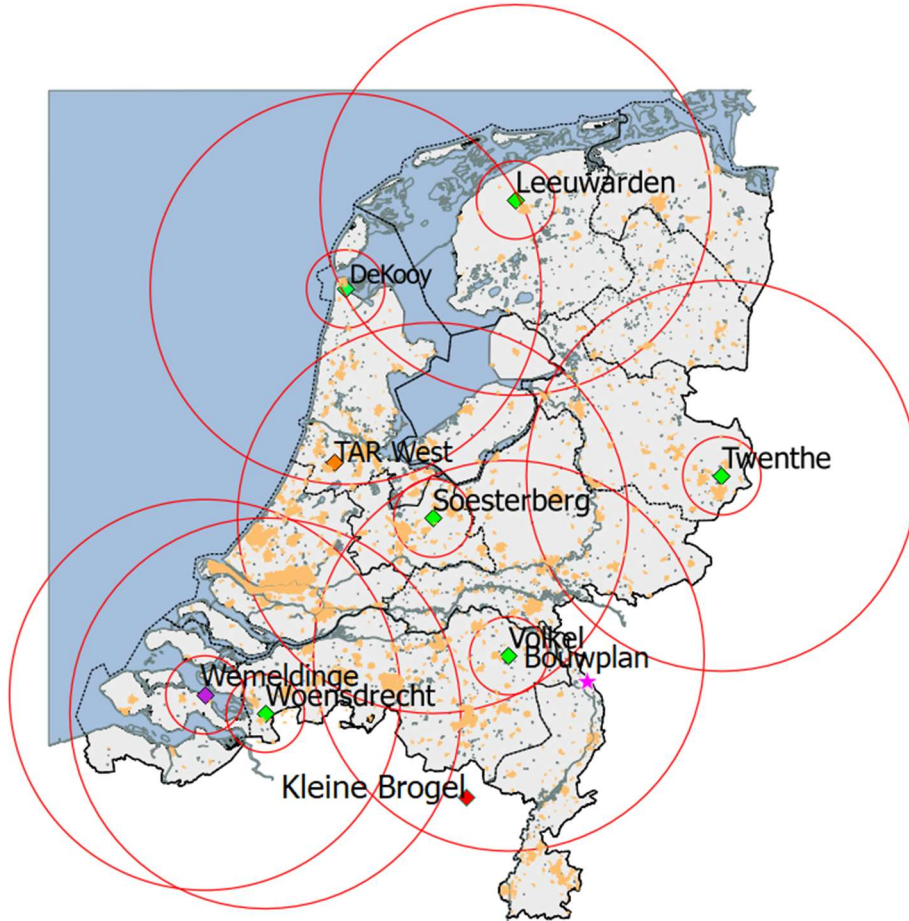 Leeuwarden
DeKooy
TAR West
Twenthe
Soesterberg
Volkel
Bouwplan
Wemeldinge
Woensdrecht
Kleine Brogel